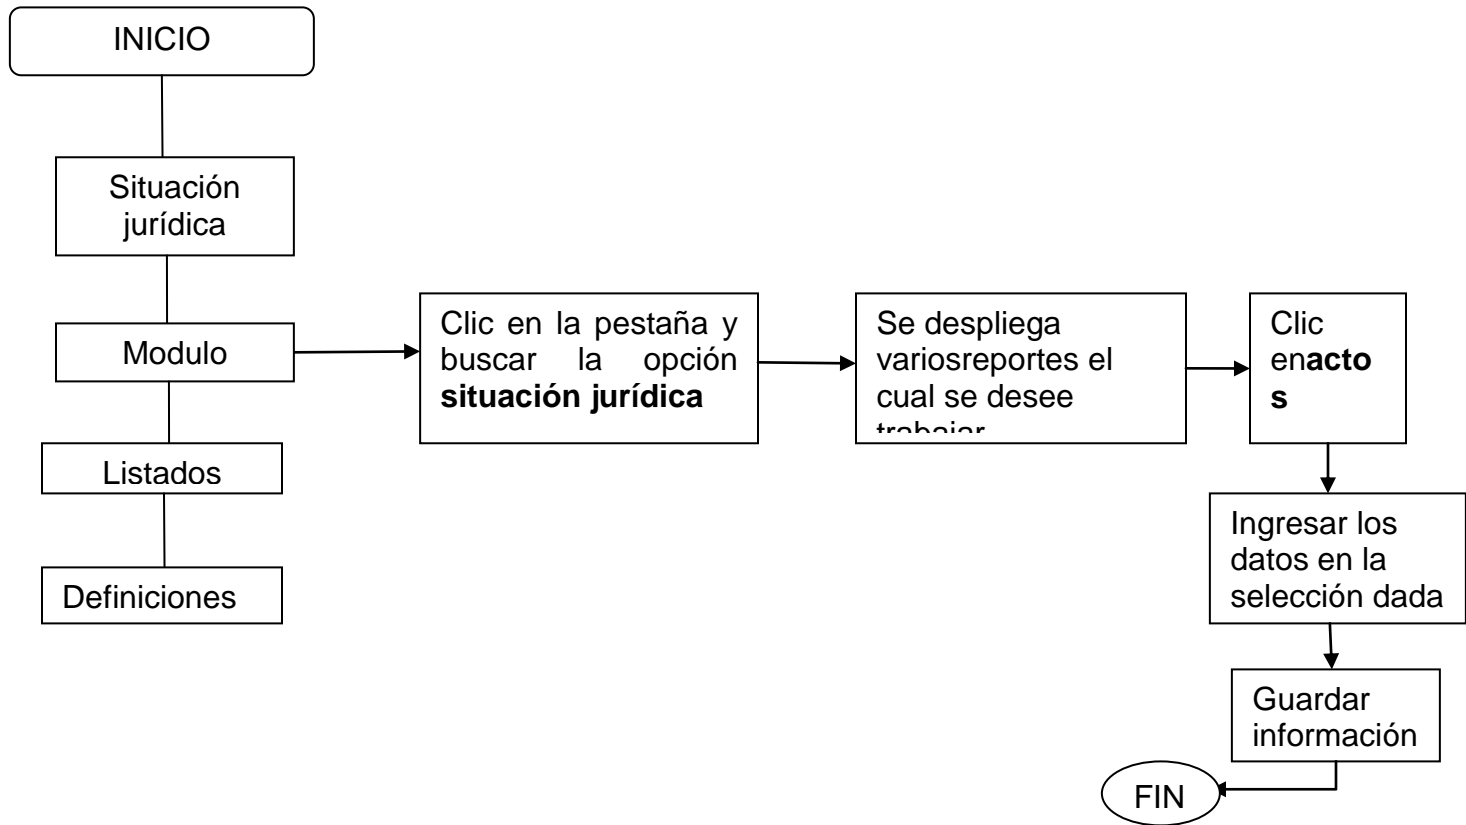 INICIO
Situación
jurídica
Modulo
Listados
Definiciones
Clic en la pestaña y
buscar la opción
situación jurídica
Se despliega
variosreportes el
cual se desee
trabajar
Clic
enacto
s
Ingresar los
datos en la
selección dada
Guardar
información
FIN